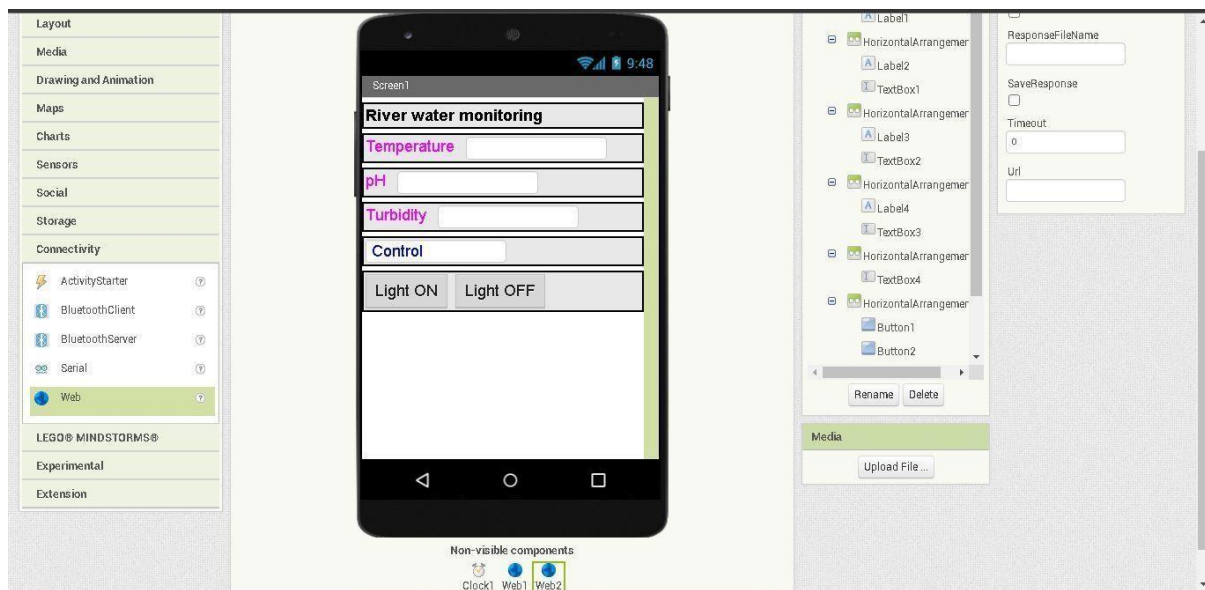 Layout
Media
Drawing and Animation
Maps
Charts
Sensors
Social
Storage
Connectivity
ActivityStarter
BluetoothClient
BluetoothServer
Serial
Web
LEGO® MINDSTORMS®
Experimental
Extension
9:48
Screen1
River water monitoring
Temperature
pH
Turbidity
Control
Light ON Light OFF
Non-visible components
Clock1 Web1 Web2
Label1
HorizontalArrangemer
Label2
TextBox1
HorizontalArrangemer
Label3
TextBox2
HorizontalArrangemer
Label4
TextBox3
HorizontalArrangemer
TextBox4
HorizontalArrangemer
Button1
Button2
Rename Delete
Media
Upload File ...
ResponseFileName
SaveResponse
Timeout
0
Url